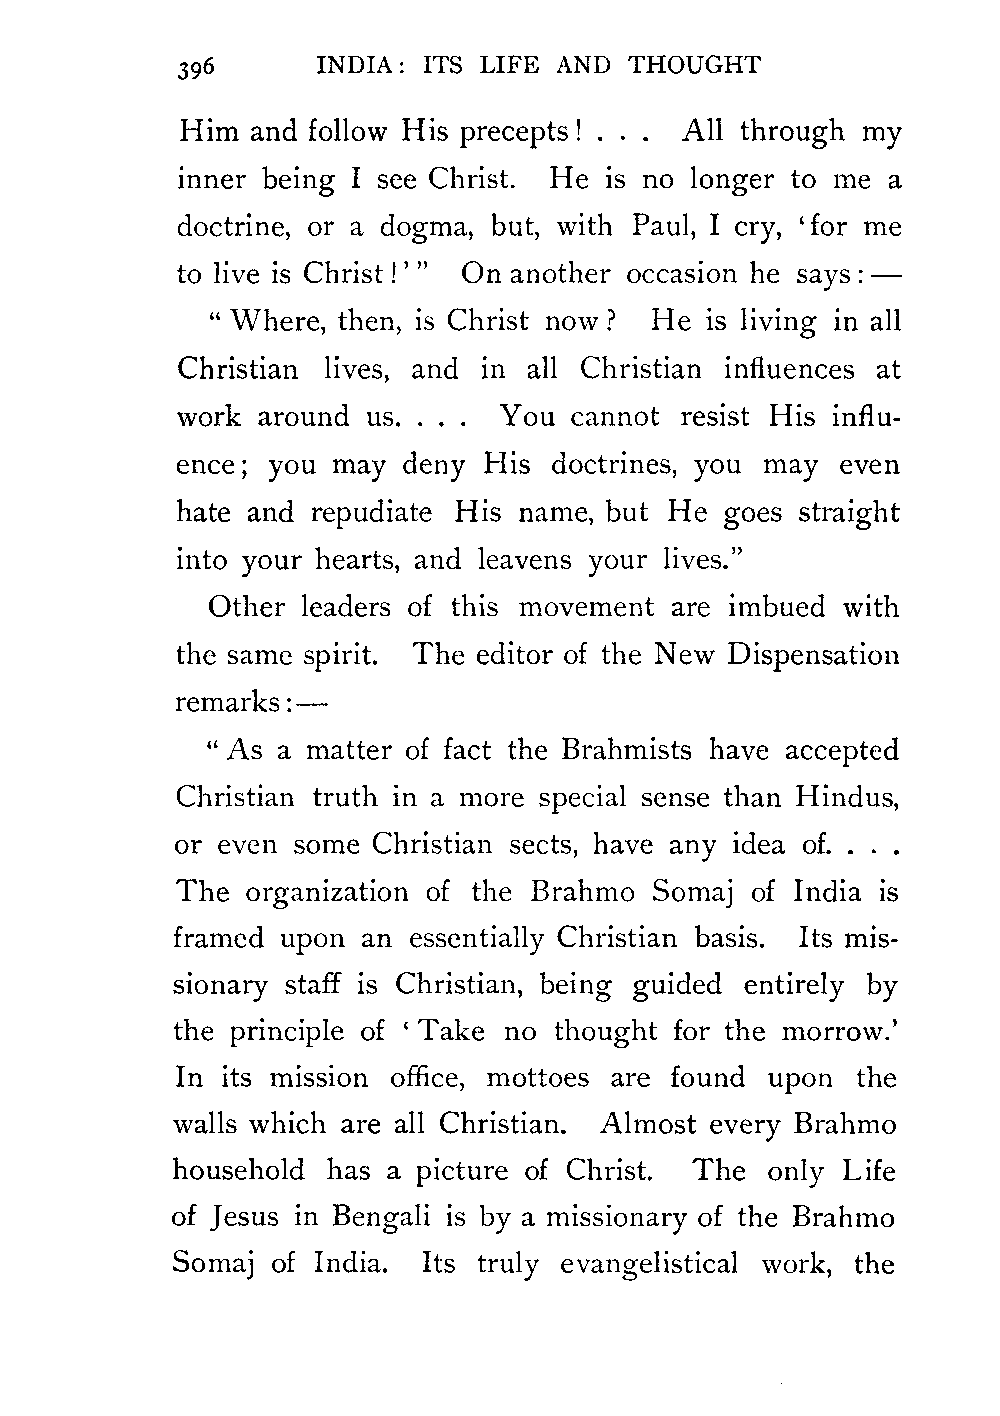 396 INDIA: ITS LIFE AND THOUGHT
Him and follow His precepts! . . . All through my
inner being I see Christ. He is no longer to me a
doctrine, or a dogma, but, with Paul, I cry, ‘for me
to live is Christ!’” On another occasion he says:—
“Where, then, is Christ now? He is living in all
Christian lives, and in all Christian influences at
work around us. . . . You cannot resist His influ-
ence; you may deny His doctrines, you may even
hate and repudiate His name, but He goes straight
into your hearts, and leavens your lives.”
Other leaders of this movement are imbued with
the same spirit. The editor of the New Dispensation
remarks:—
“As a matter of fact the Brahmists have accepted
Christian truth in a more special sense than Hindus,
or even some Christian sects, have any idea of. . . .
The organization of the Brahmo Somaj of India is
framed upon an essentially Christian basis. Its mis-
sionary staff is Christian, being guided entirely by
the principle of ‘Take no thought for the morrow.’
In its mission office, mottoes are found upon the
walls which are all Christian. Almost every Brahmo
household has a picture of Christ. The only Life
of Jesus in Bengali is by a missionary of the Brahmo
Somaj of India. Its truly evangelistical work, the